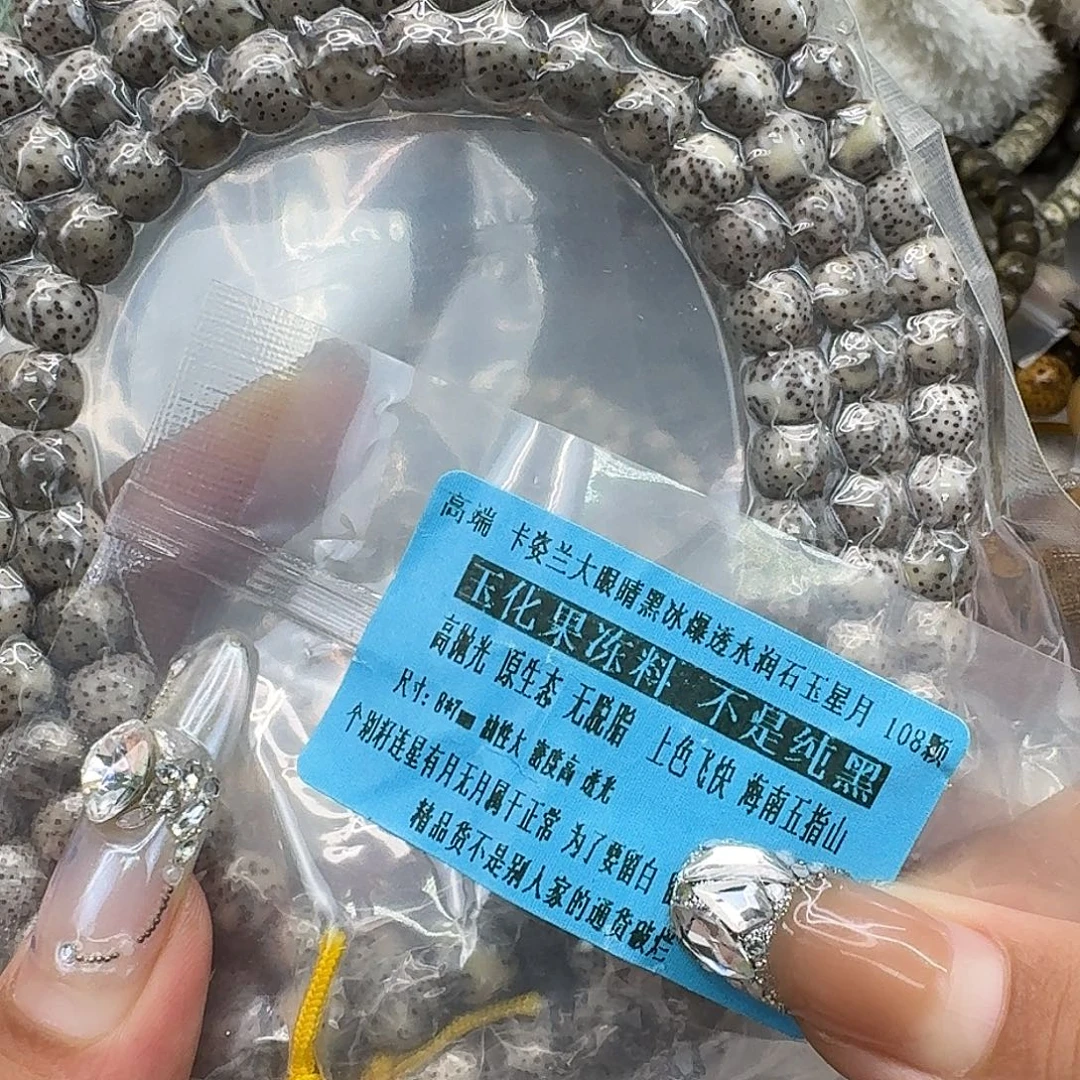 高端 卡姿兰大眼睛黑冰爆透水润石玉星月 108颗
玉化果冻料 不是纯黑
高抛光 原生态 无脱脂 上色飞快 海南五指山
尺寸：8*7mm 油性大 密度高 透光
个别籽连星有月无月属于正常 为了要留白
精品货不是别人家的通货破烂